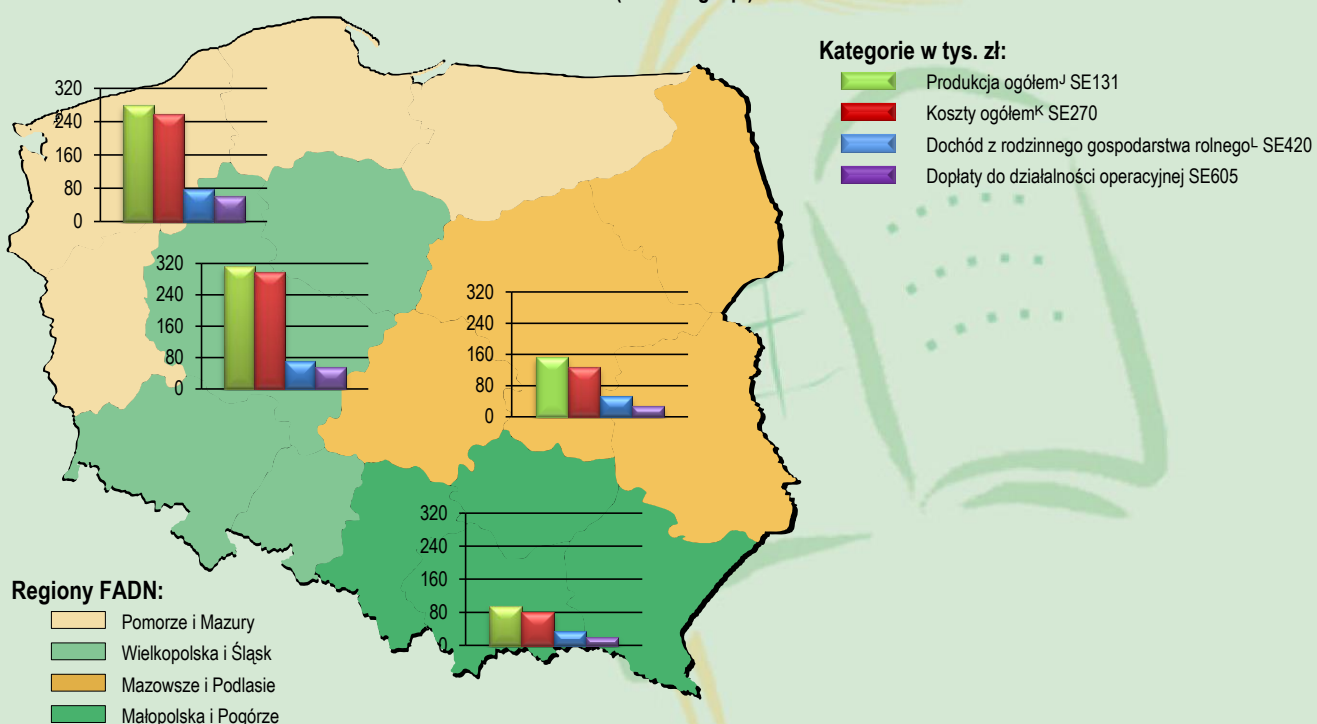 Kategorie w tys. zł:
Produkcja ogółemᴶ SE131
Koszty ogółemᴷ SE270
Dochód z rodzinnego gospodarstwa rolnegoᴸ SE420
Dopłaty do działalności operacyjnej SE605
320
240
160
80
0
320
240
160
80
0
320
240
160
80
0
320
240
160
80
0
Regiony FADN:
Pomorze i Mazury
Wielkopolska i Śląsk
Mazowsze i Podlasie
Małopolska i Pogórze